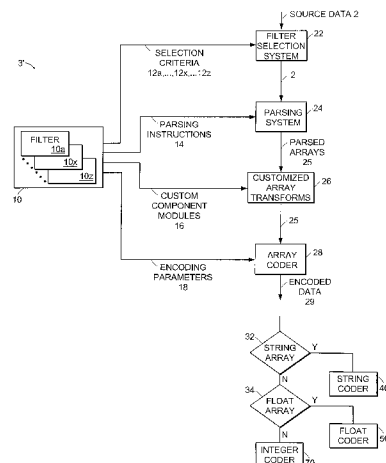 SOURCE DATA 2
FILTER
SELECTION
SYSTEM
22
3'
SELECTION
CRITERIA
12a,...,12x,...12z
2
PARSING
SYSTEM
24
FILTER
10a
10x
10z
10
PARSING
INSTRUCTIONS
14
PARSED
ARRAYS
25
CUSTOMIZED
ARRAY
TRANSFORMS
26
CUSTOM
COMPONENT
MODULES
16
25
ARRAY
CODER
28
ENCODING
PARAMETERS
18
ENCODED
DATA
29
32
STRING
ARRAY
Y
N
STRING
CODER
40
34
FLOAT
ARRAY
Y
N
FLOAT
CODER
INTEGER
CODER
70